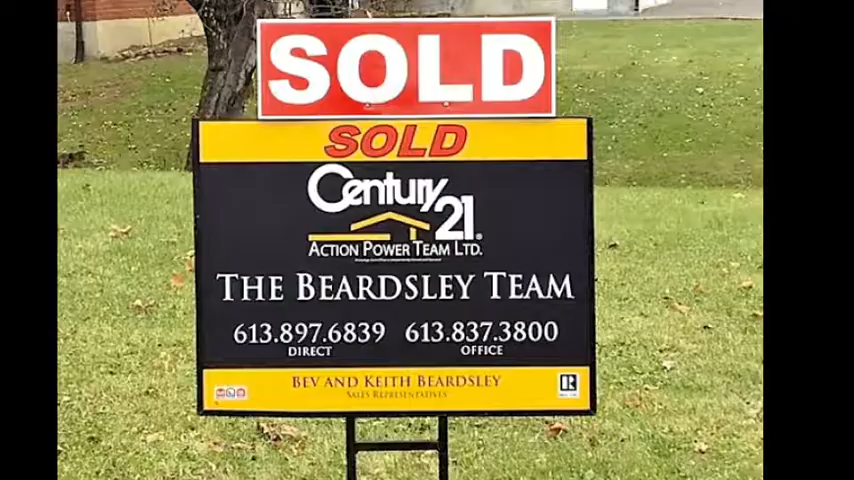 SOLD
SOLD
Century 21®
ACTION POWER TEAM LTD.
THE BEARDSLEY TEAM
613.897.6839 613.837.3800
DIRECT OFFICE
BEV AND KEITH BEARDSLEY
SALES REPRESENTATIVES
R